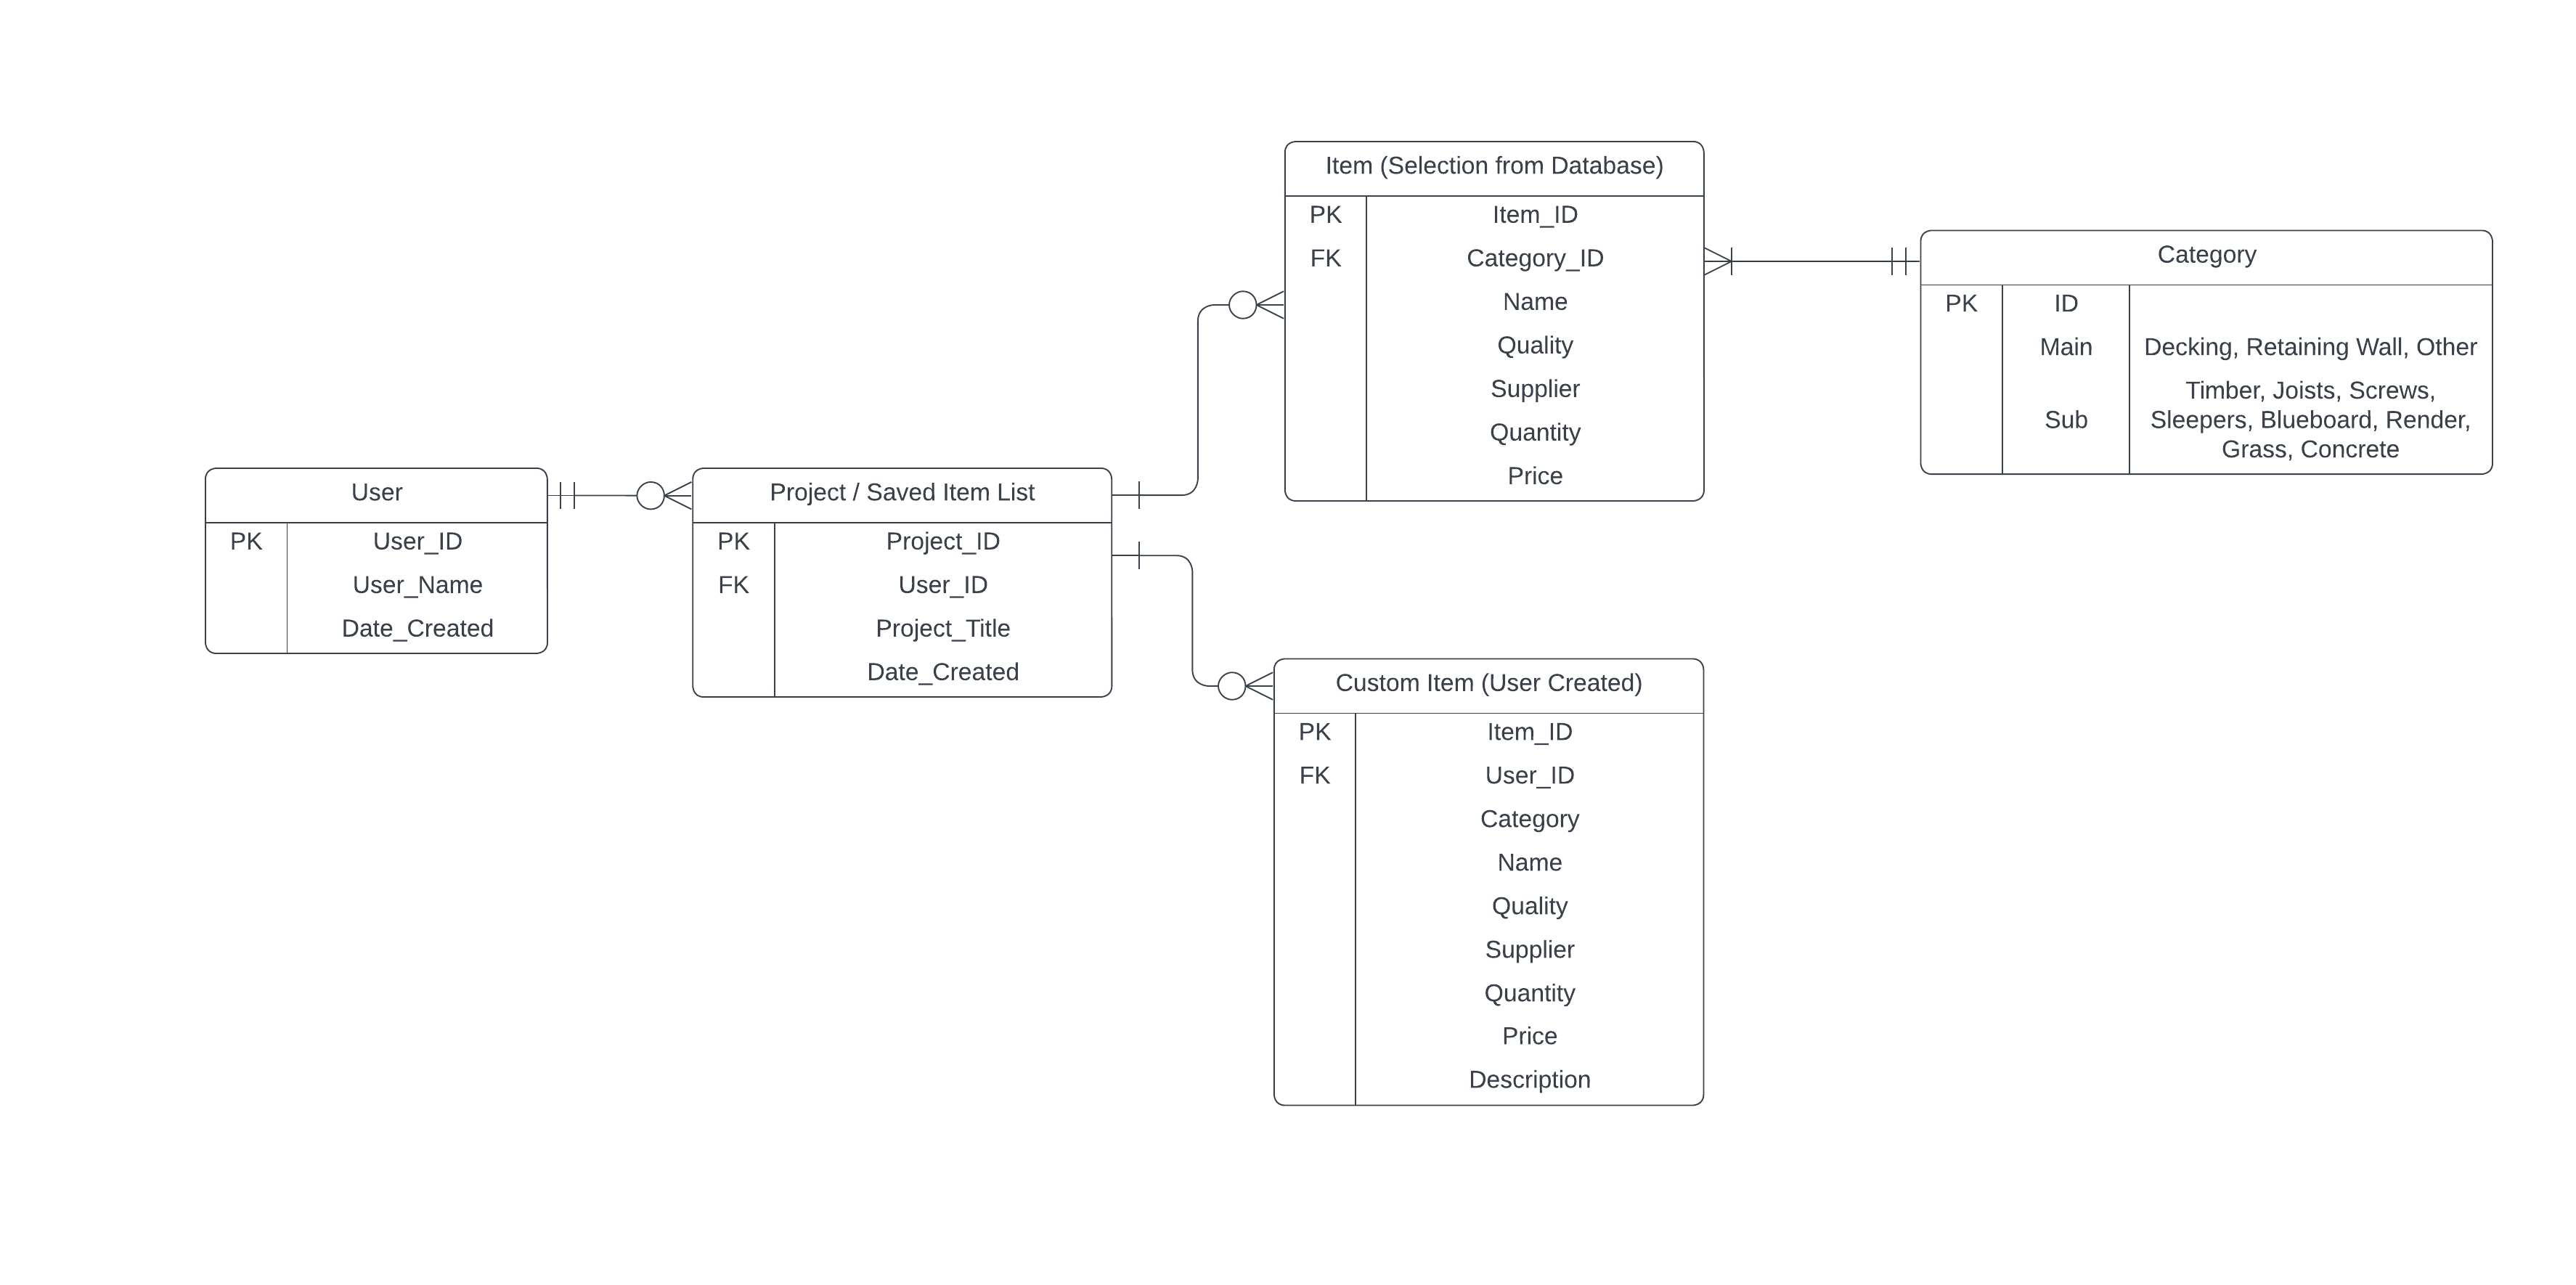 Item (Selection from Database)
PK Item_ID
FK Category_ID
Name
Quality
Supplier
Quantity
Price
Category
PK ID
Main Decking, Retaining Wall, Other
Sub Timber, Joists, Screws,
Sleepers, Blueboard, Render,
Grass, Concrete
User
PK User_ID
User_Name
Date_Created
Project / Saved Item List
PK Project_ID
FK User_ID
Project_Title
Date_Created
Custom Item (User Created)
PK Item_ID
FK User_ID
Category
Name
Quality
Supplier
Quantity
Price
Description